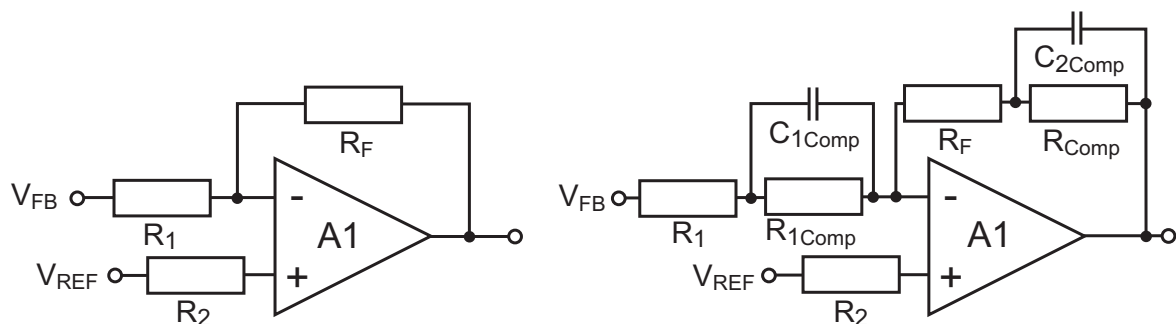 R_F
V_FB
R_1
-
A1
V_REF
+
R_2
C_2Comp
C_1Comp
R_F
R_Comp
V_FB
R_1
R_1Comp
-
A1
V_REF
+
R_2